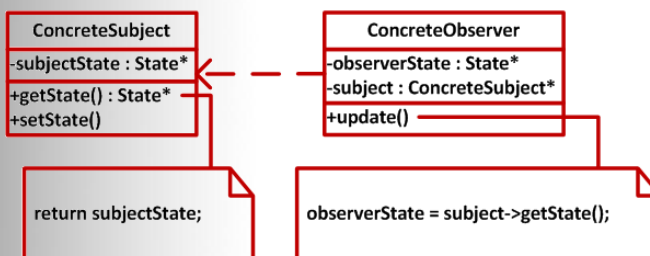 ConcreteSubject
-subjectState : State*
+getState() : State*
+setState()
return subjectState;
ConcreteObserver
-observerState : State*
-subject : ConcreteSubject*
+update()
observerState = subject->getState();